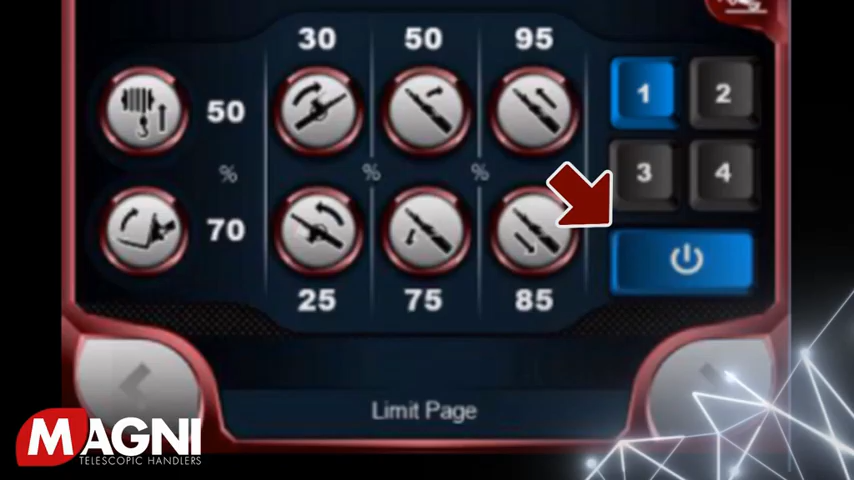 30 50 95
1 2
50
% % %
3 4
70
25 75 85
Limit Page
MAGNI
TELESCOPIC HANDLERS